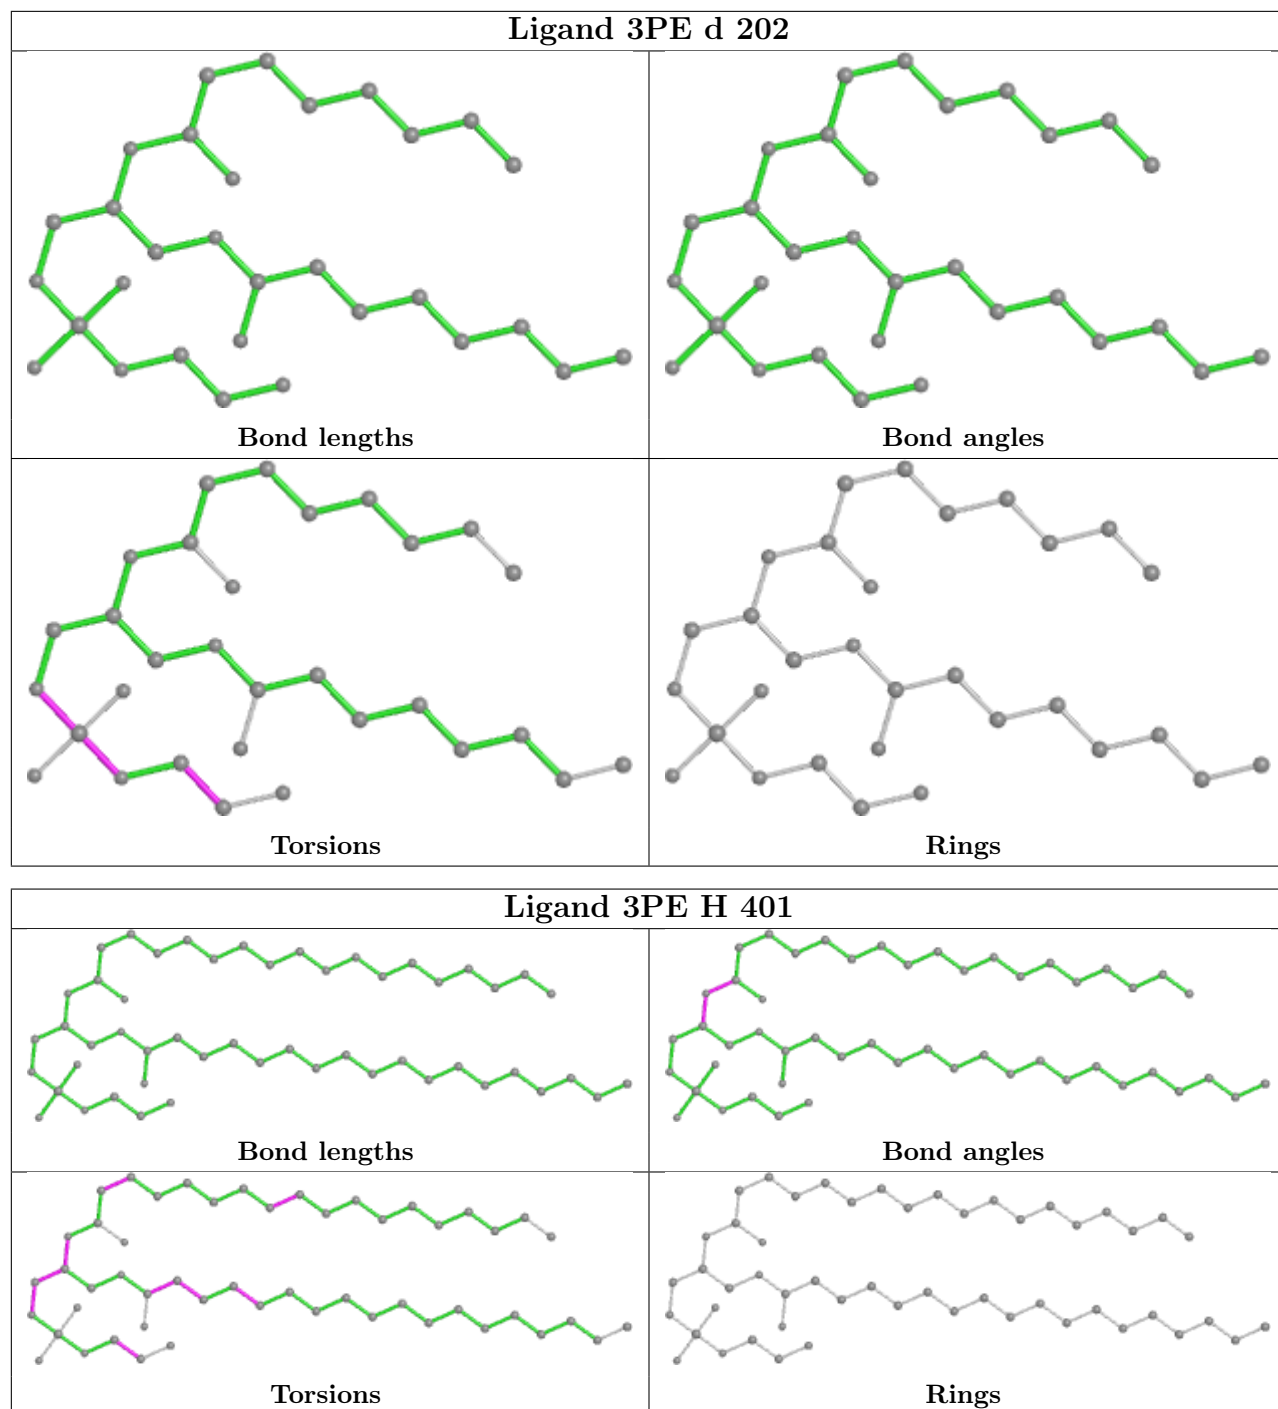 Ligand 3PE d 202
Bond lengths
Bond angles
Torsions
Rings
Ligand 3PE H 401
Bond lengths
Bond angles
Torsions
Rings